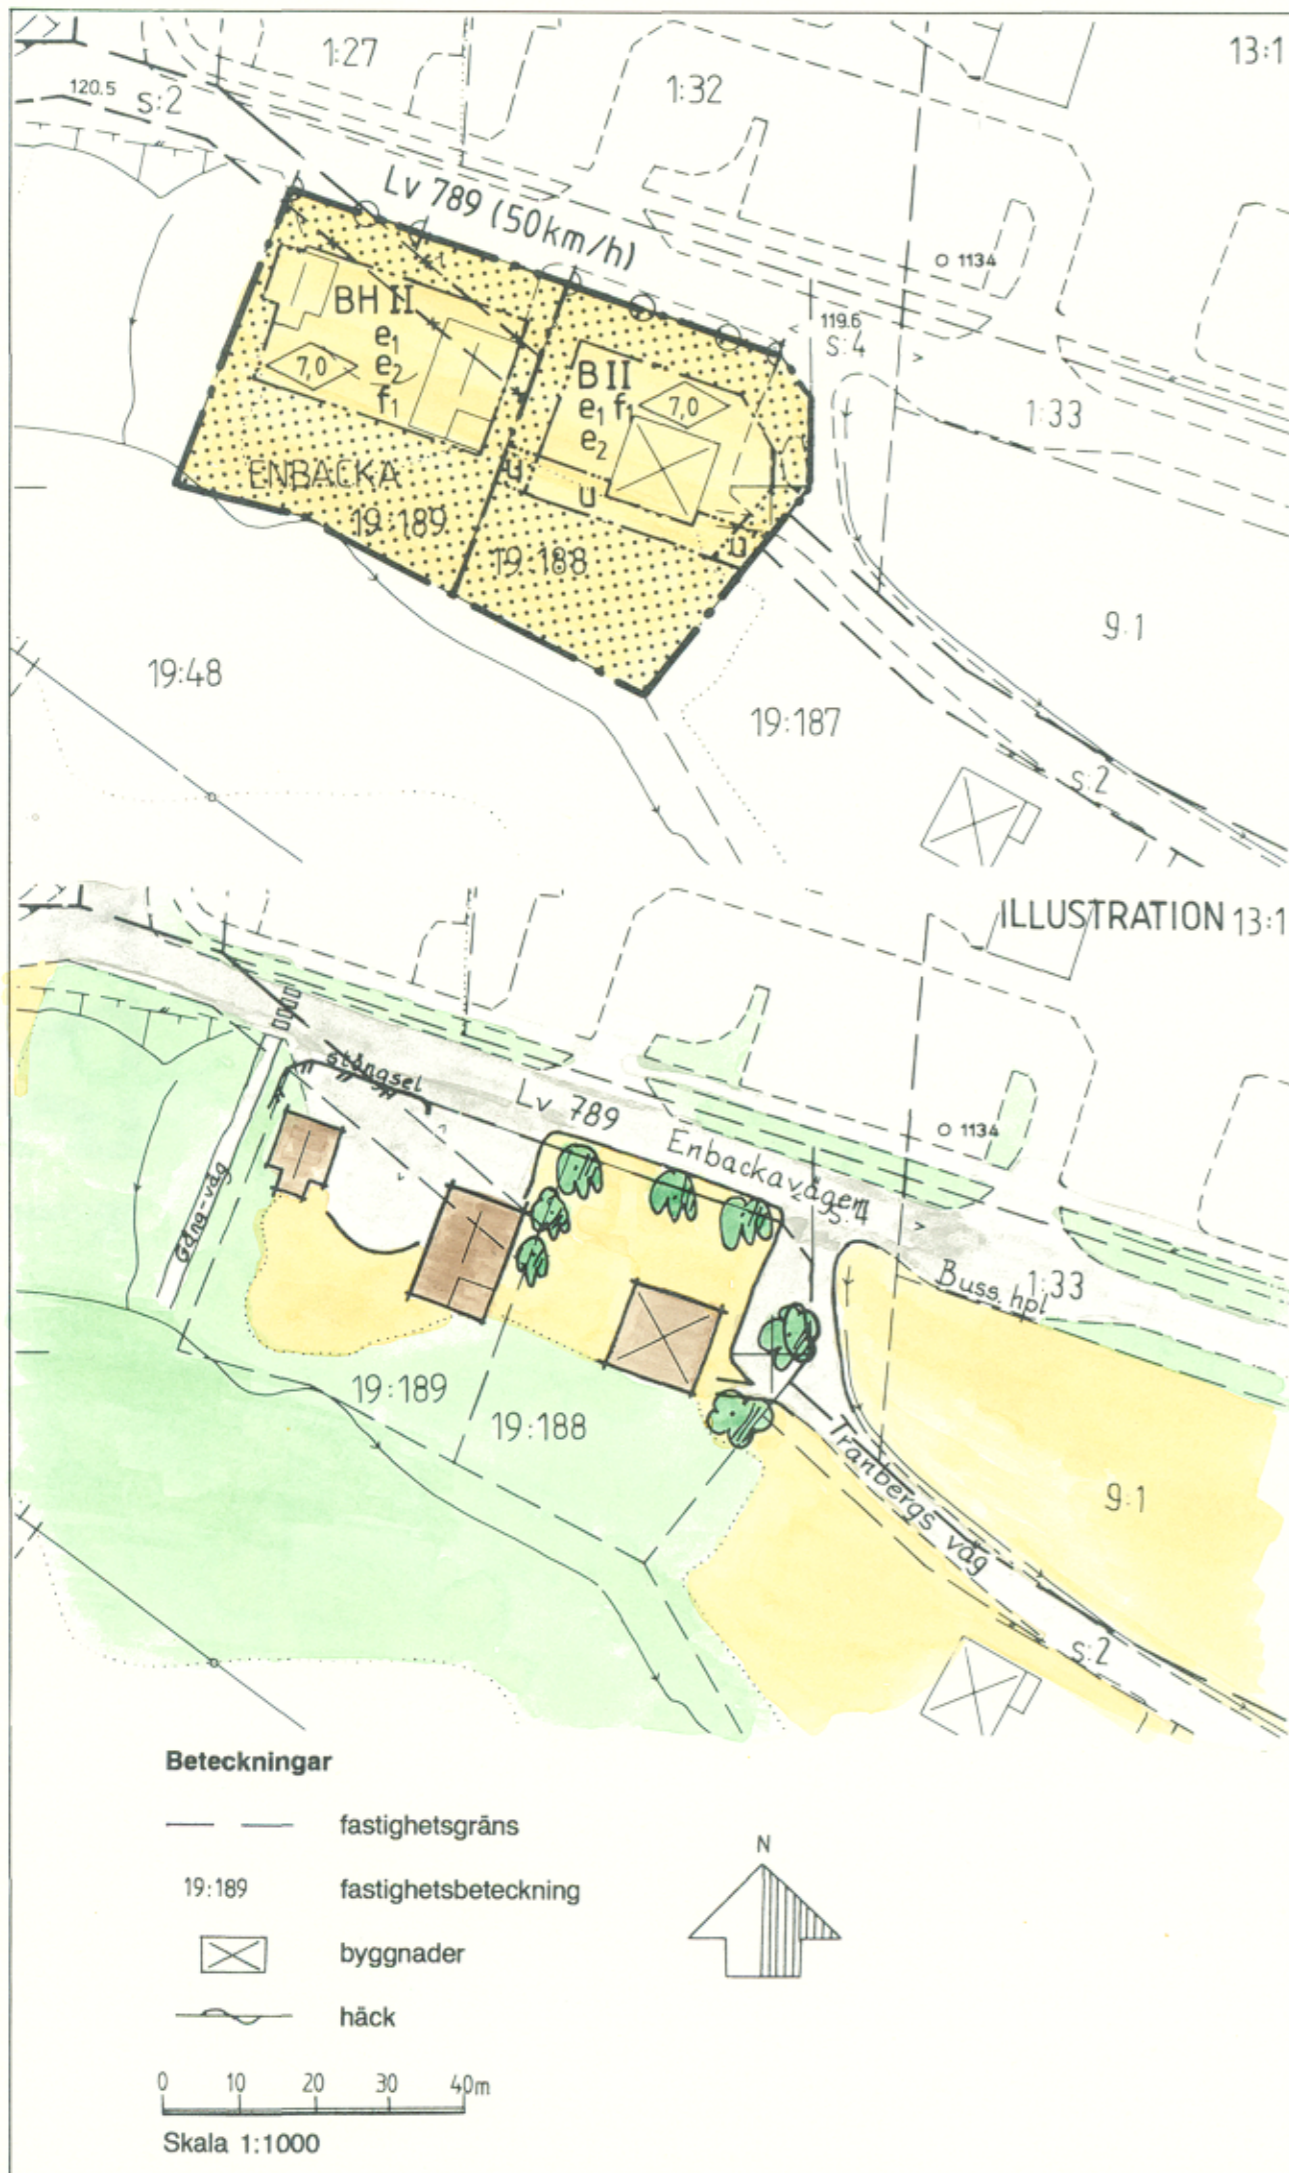 1:27
13:1
1:32
120.5
s:2
Lv 789 (50km/h)
1134
BH II
e1
e2
f1
7,0
119.6
s:4
B II
e1 f1
e2
7,0
1:33
ENBACKA
19:189
u
u
u
19:188
9:1
19:48
19:187
s:2
ILLUSTRATION 13:1
stängsel
Lv 789
Enbackavägen
s:4
1134
Gång-väg
Buss. hpl
1:33
19:189
19:188
Tranbergs väg
9:1
s:2
Beteckningar
fastighetsgräns
19:189 fastighetsbeteckning
byggnader
häck
N
0 10 20 30 40m
Skala 1:1000